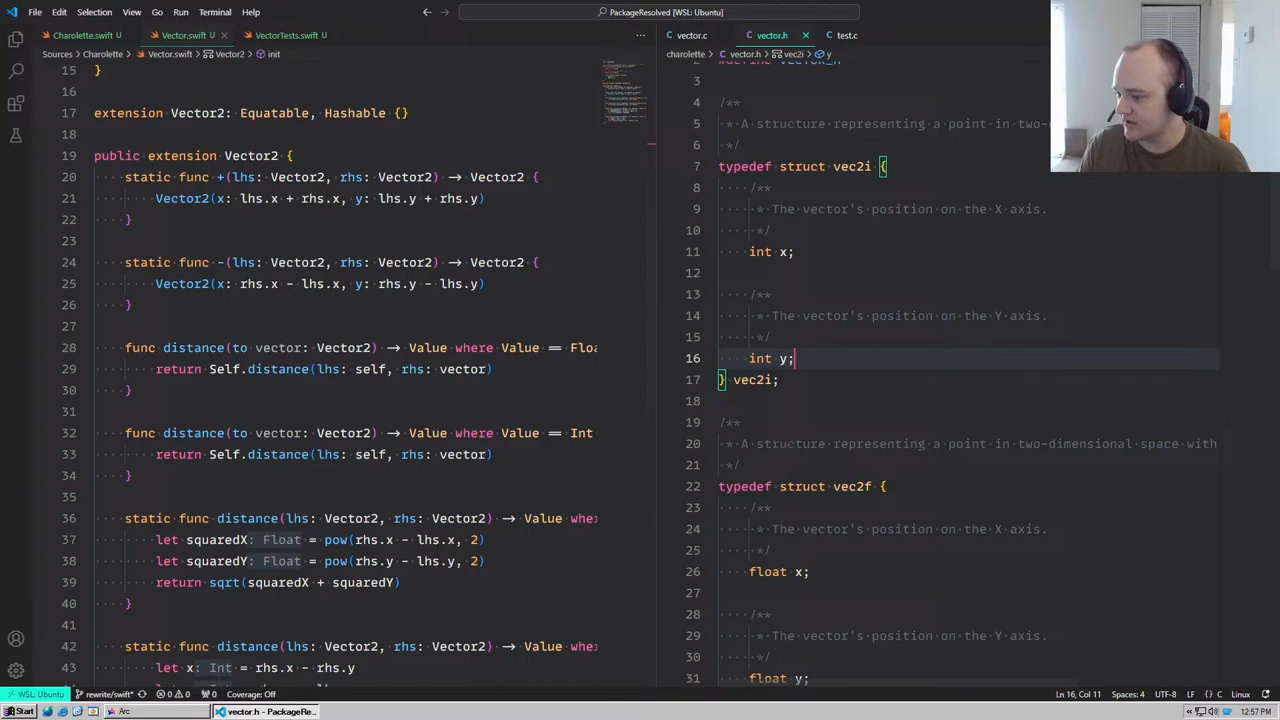 File Edit Selection View Go Run Terminal Help
PackageResolved [WSL: Ubuntu]
Charolette.swift U
Vector.swift U
VectorTests.swift U
Sources > Charolette > Vector.swift > Vector2 > init
15 }
16
17 extension Vector2: Equatable, Hashable {}
18
19 public extension Vector2 {
20 static func +(lhs: Vector2, rhs: Vector2) → Vector2 {
21 Vector2(x: lhs.x + rhs.x, y: lhs.y + rhs.y)
22 }
23
24 static func -(lhs: Vector2, rhs: Vector2) → Vector2 {
25 Vector2(x: rhs.x - lhs.x, y: rhs.y - lhs.y)
26 }
27
28 func distance(to vector: Vector2) → Value where Value == Floa
29 return Self.distance(lhs: self, rhs: vector)
30 }
31
32 func distance(to vector: Vector2) → Value where Value == Int
33 return Self.distance(lhs: self, rhs: vector)
34 }
35
36 static func distance(lhs: Vector2, rhs: Vector2) → Value whe
37 let squaredX: Float = pow(rhs.x - lhs.x, 2)
38 let squaredY: Float = pow(rhs.y - lhs.y, 2)
39 return sqrt(squaredX + squaredY)
40 }
41
42 static func distance(lhs: Vector2, rhs: Vector2) → Value whe
43 let x: Int = rhs.x - rhs.y
vector.c
vector.h
test.c
charolette > vector.h > vec2i > y
2 #define VECTOR_H
3
4 /**
5 * A structure representing a point in two-d
6 */
7 typedef struct vec2i {
8 /**
9 * The vector's position on the X axis.
10 */
11 int x;
12
13 /**
14 * The vector's position on the Y axis.
15 */
16 int y;
17 } vec2i;
18
19 /**
20 * A structure representing a point in two-dimensional space with
21 */
22 typedef struct vec2f {
23 /**
24 * The vector's position on the X axis.
25 */
26 float x;
27
28 /**
29 * The vector's position on the Y axis.
30 */
31 float y;
WSL: Ubuntu rewrite/swift* 0 0 0 Coverage: Off Ln 16, Col 11 Spaces: 4 UTF-8 LF {} C Linux
Start Arc vector.h - PackageResol... 12:57 PM